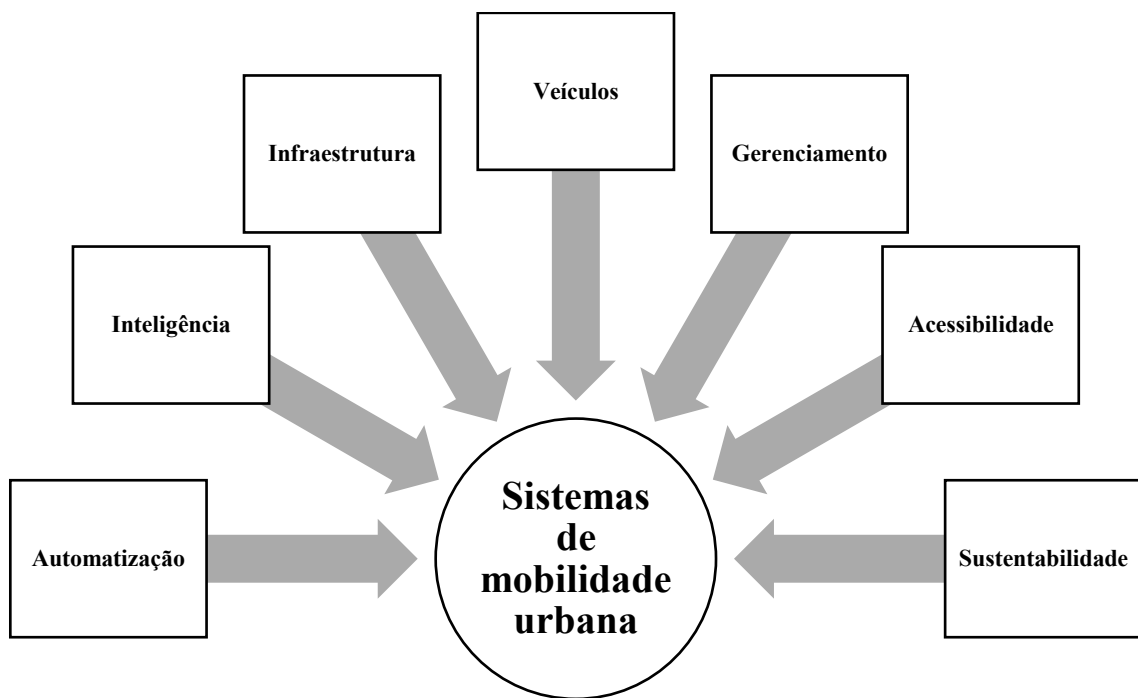 Veículos
Infraestrutura
Gerenciamento
Inteligência
Acessibilidade
Automatização
Sistemas
de
mobilidade
urbana
Sustentabilidade